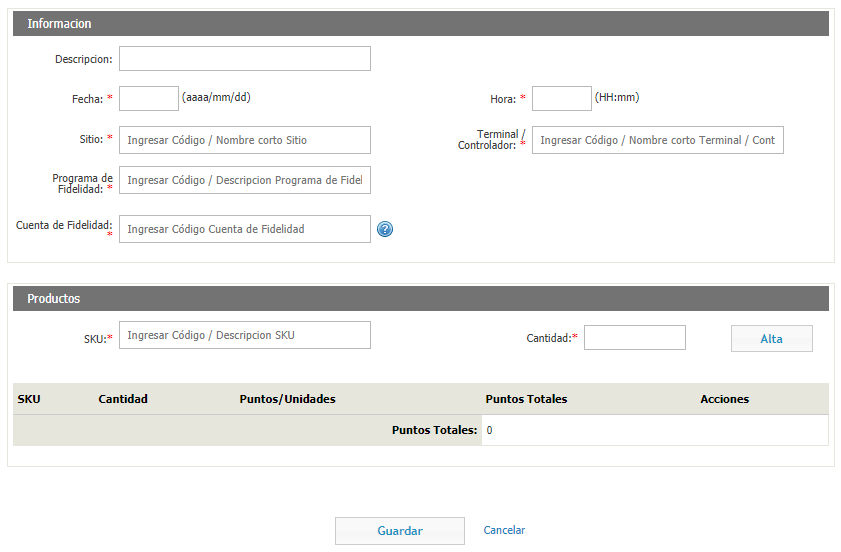 Informacion
Descripcion:
Fecha: * (aaaa/mm/dd) Hora: * (HH:mm)
Sitio: * Ingresar Código / Nombre corto Sitio Terminal /
Controlador: * Ingresar Código / Nombre corto Terminal / Cont
Programa de
Fidelidad: * Ingresar Código / Descripcion Programa de Fidel
Cuenta de Fidelidad:
* Ingresar Código Cuenta de Fidelidad ?
Productos
SKU:* Ingresar Código / Descripcion SKU Cantidad:* Alta
SKU Cantidad Puntos/Unidades Puntos Totales Acciones
Puntos Totales: 0
Guardar Cancelar